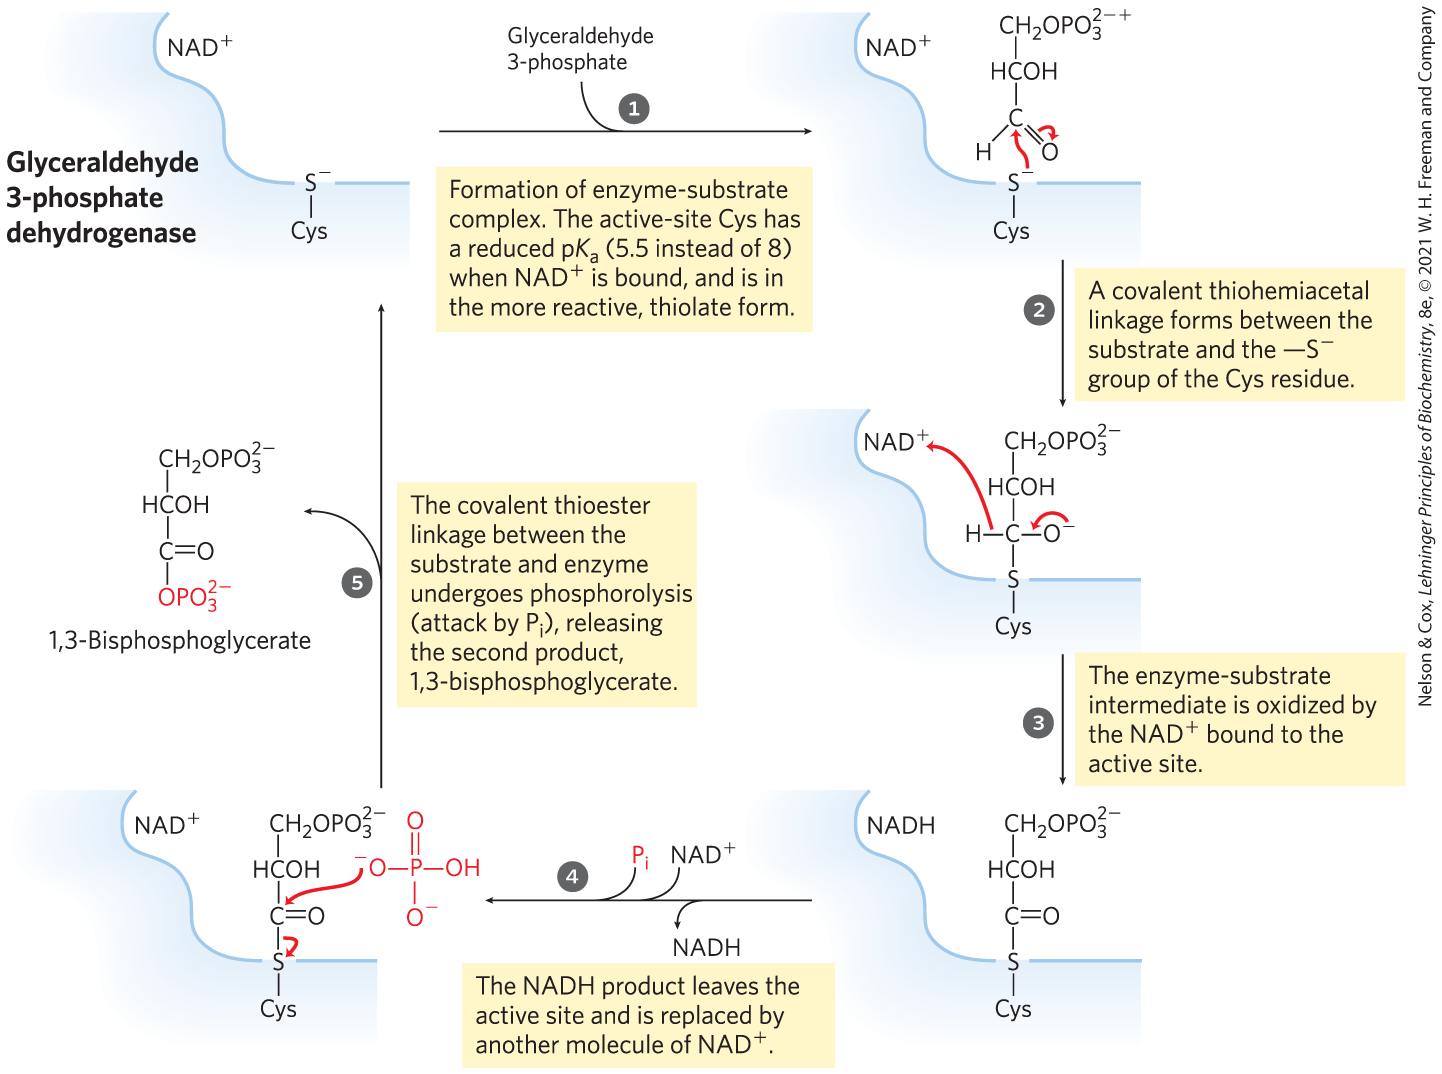 NAD⁺
Glyceraldehyde
3-phosphate
dehydrogenase
S⁻
Cys
Glyceraldehyde
3-phosphate
1
Formation of enzyme-substrate
complex. The active-site Cys has
a reduced pKₐ (5.5 instead of 8)
when NAD⁺ is bound, and is in
the more reactive, thiolate form.
NAD⁺
CH₂OPO₃²⁻⁺
HCOH
C
H
O
S⁻
Cys
2
A covalent thiohemiacetal
linkage forms between the
substrate and the —S⁻
group of the Cys residue.
NAD⁺
CH₂OPO₃²⁻
HCOH
H—C—O⁻
S
Cys
3
The enzyme-substrate
intermediate is oxidized by
the NAD⁺ bound to the
active site.
NADH
CH₂OPO₃²⁻
HCOH
C=O
S
Cys
4
Pᵢ
NAD⁺
NADH
The NADH product leaves the
active site and is replaced by
another molecule of NAD⁺.
NAD⁺
CH₂OPO₃²⁻
HCOH
C=O
S
Cys
O
⁻O—P—OH
O⁻
5
The covalent thioester
linkage between the
substrate and enzyme
undergoes phosphorolysis
(attack by Pᵢ), releasing
the second product,
1,3-bisphosphoglycerate.
CH₂OPO₃²⁻
HCOH
C=O
OPO₃²⁻
1,3-Bisphosphoglycerate
Nelson & Cox, Lehninger Principles of Biochemistry, 8e, © 2021 W. H. Freeman and Company